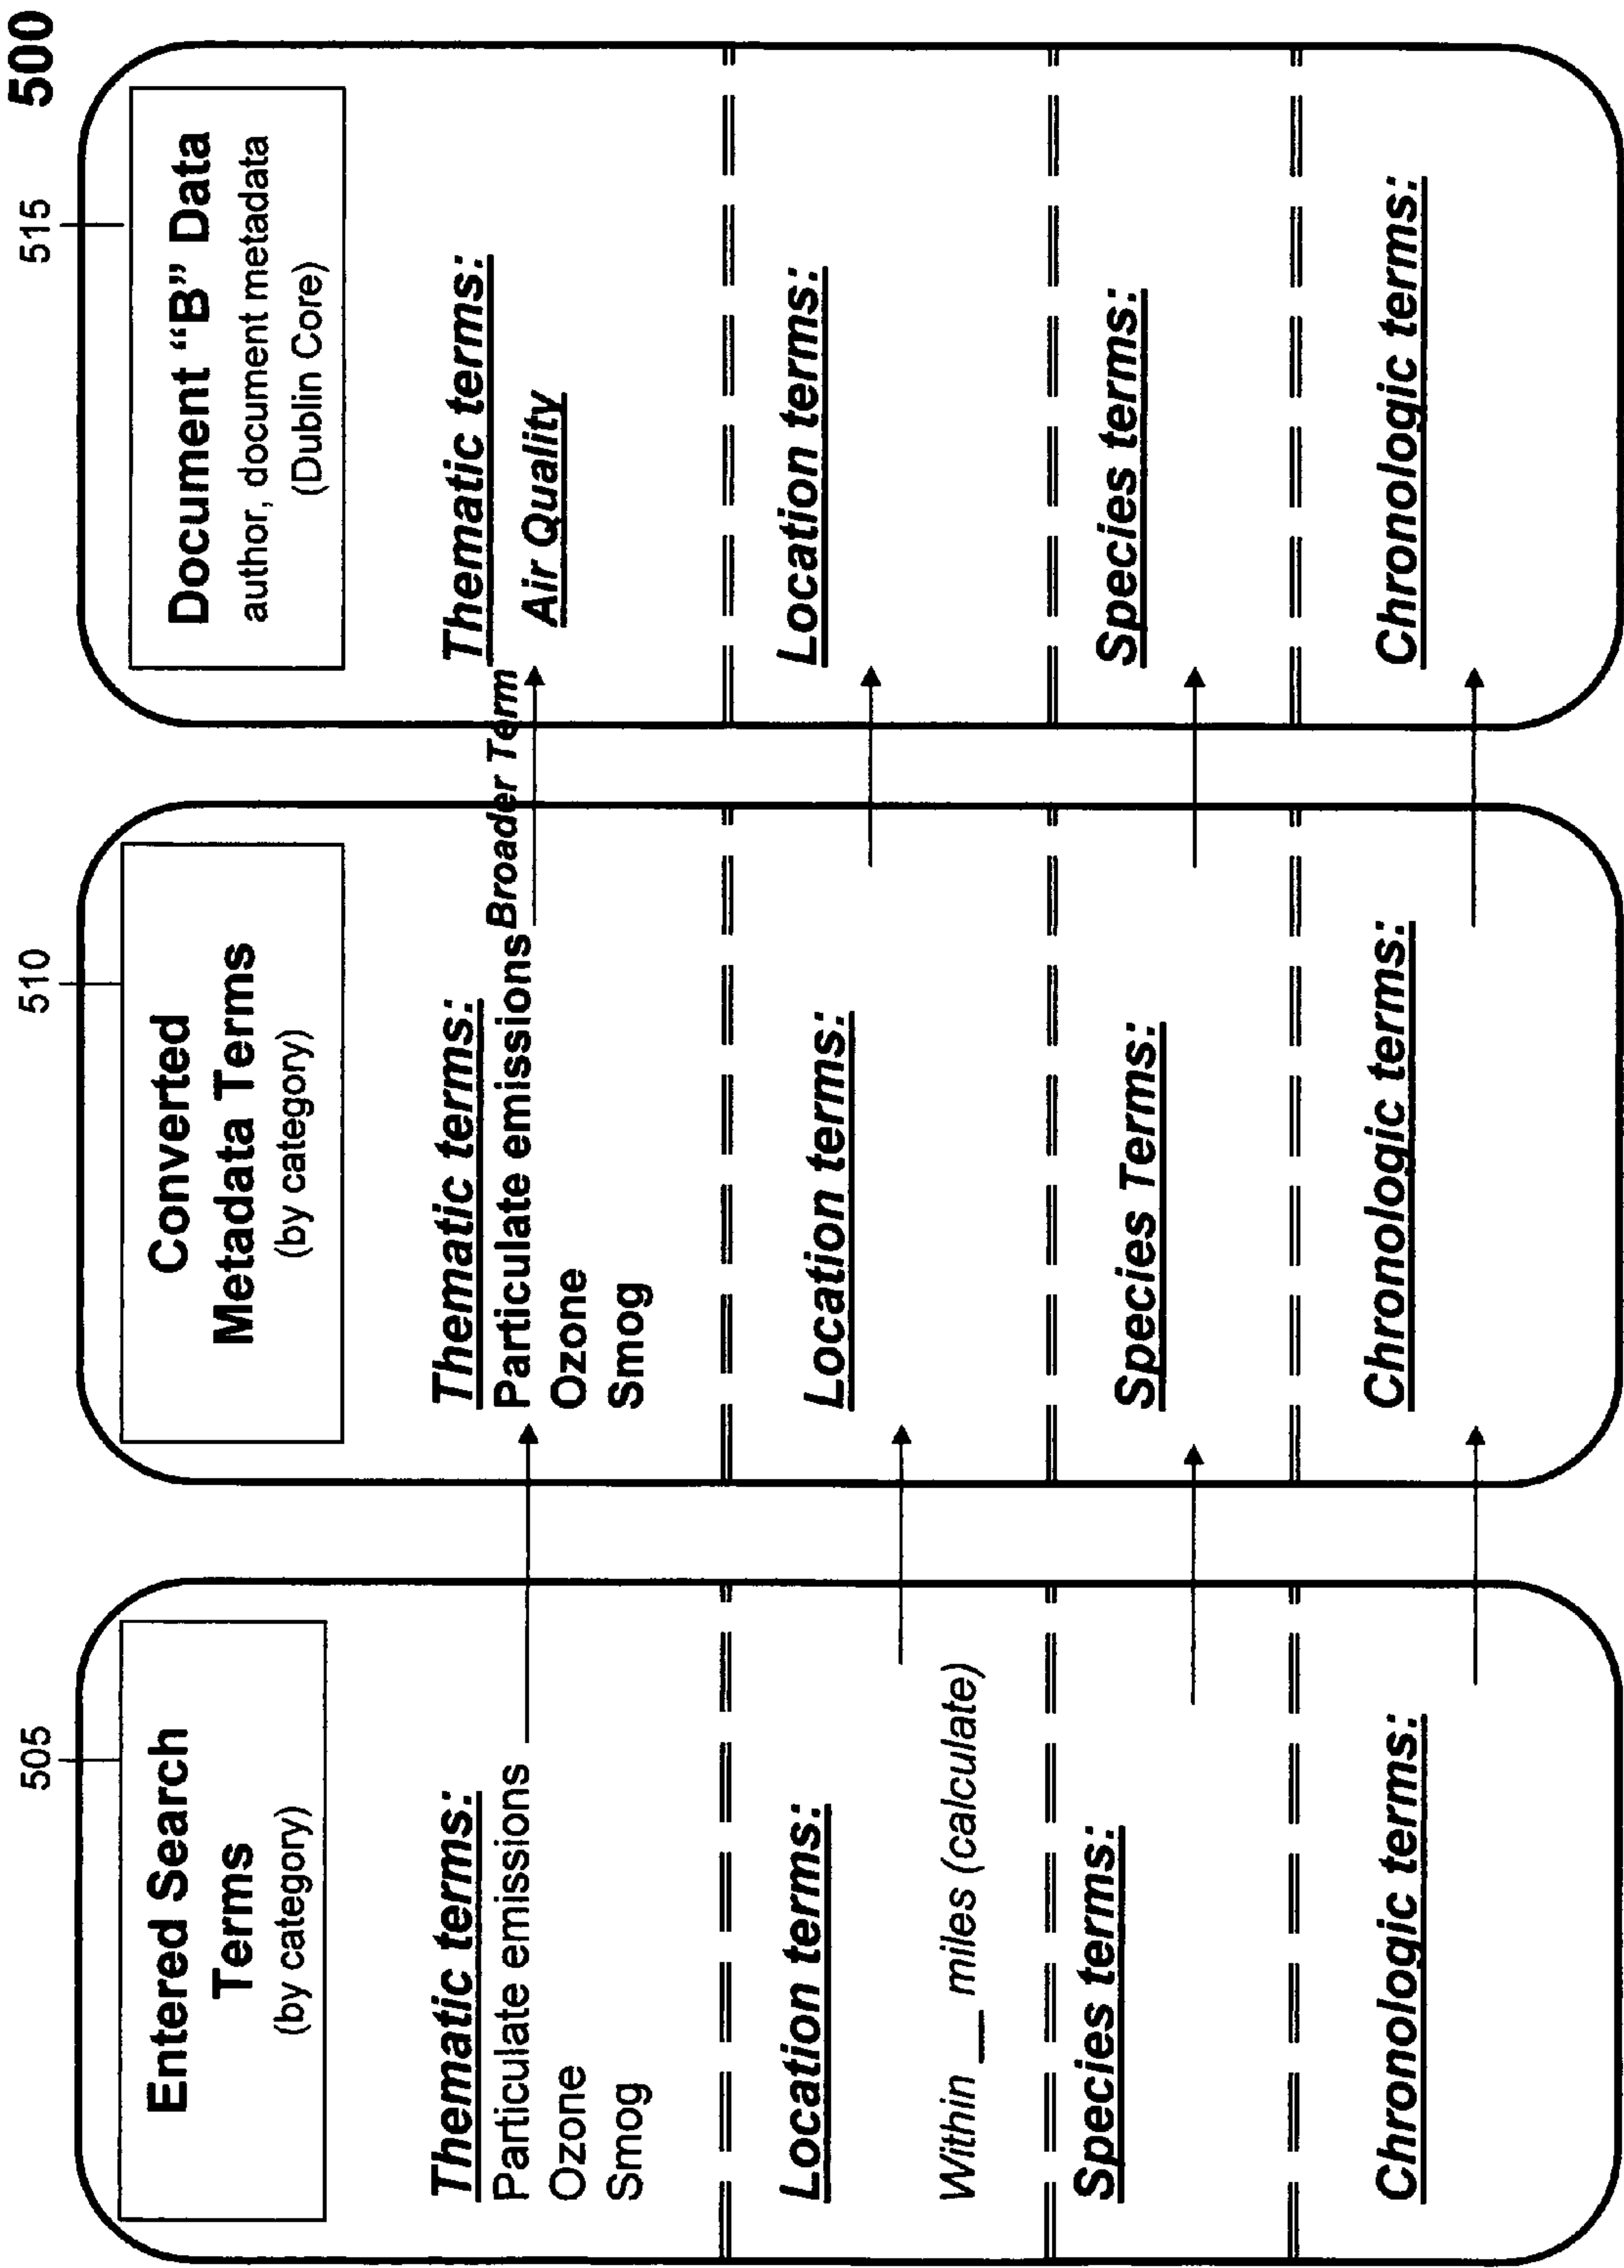 500
505
Entered Search
Terms
(by category)
Thematic terms:
Particulate emissions
Ozone
Smog
Location terms:
Within __ miles (calculate)
Species terms:
Chronologic terms:
510
Converted
Metadata Terms
(by category)
Thematic terms:
Particulate emissions
Ozone
Smog
Location terms:
Species Terms:
Chronologic terms:
Broader Term
515
Document “B” Data
author, document metadata
(Dublin Core)
Thematic terms:
Air Quality
Location terms:
Species terms:
Chronologic terms: